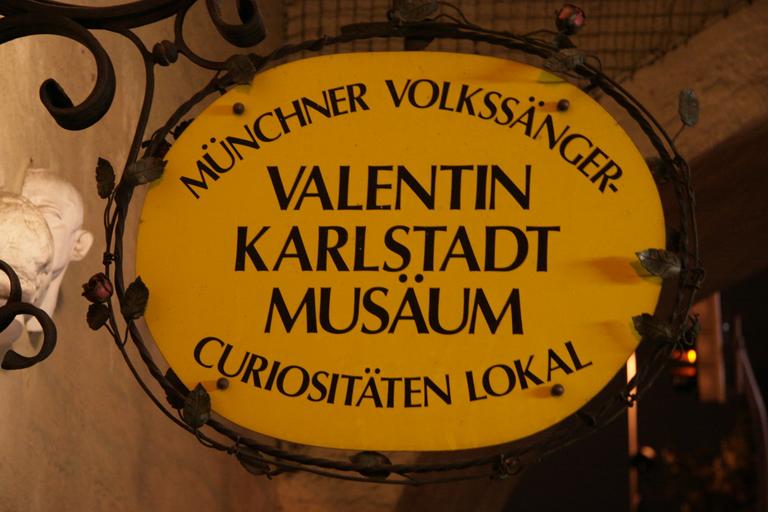 MÜNCHNER VOLKSSÄNGER-
VALENTIN
KARLSTADT
MUSÄUM
CURIOSITÄTEN LOKAL